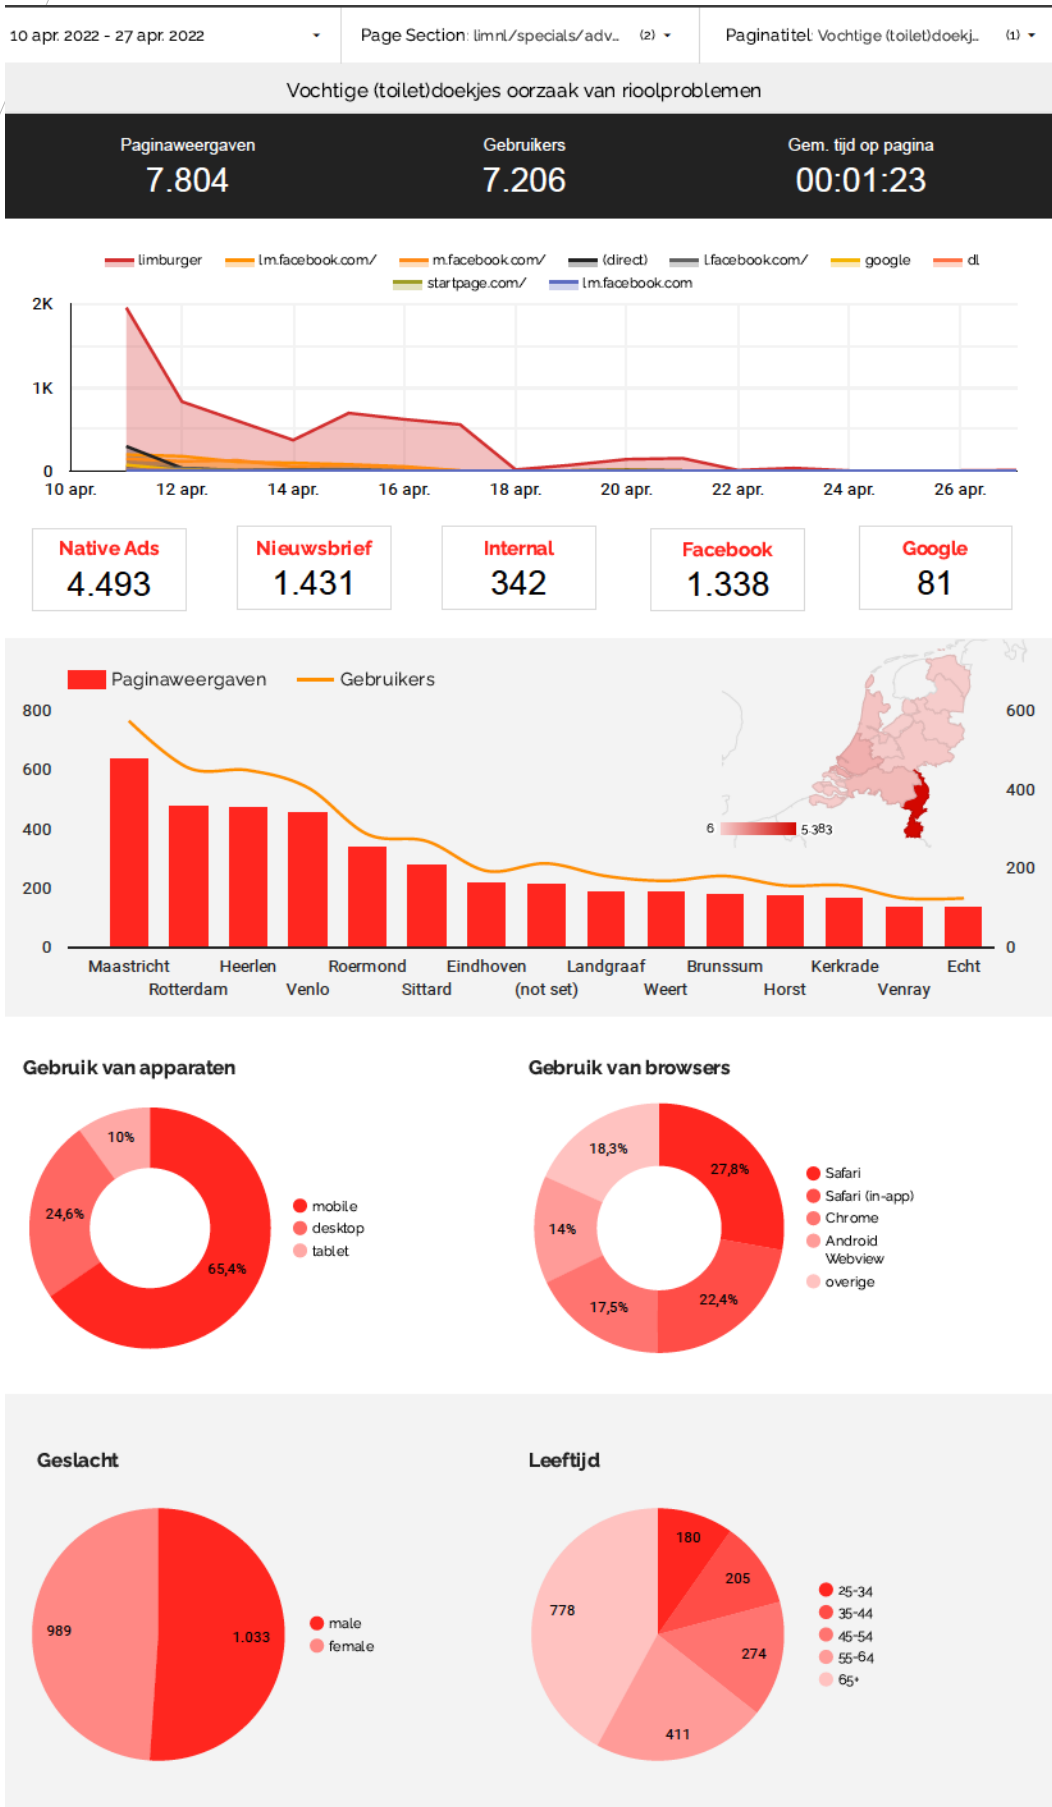 10 apr. 2022 - 27 apr. 2022
Page Section: limnl/specials/adv... (2)
Paginatitel: Vochtige (toilet)doekj... (1)
Vochtige (toilet)doekjes oorzaak van rioolproblemen
Paginaweergaven Gebruikers Gem. tijd op pagina
7.804 7.206 00:01:23
limburger lm.facebook.com/ m.facebook.com/ (direct) l.facebook.com/ google dl
startpage.com/ lm.facebook.com
2K
1K
0
10 apr. 12 apr. 14 apr. 16 apr. 18 apr. 20 apr. 22 apr. 24 apr. 26 apr.
Native Ads Nieuwsbrief Internal Facebook Google
4.493 1.431 342 1.338 81
Paginaweergaven Gebruikers
800 600
600
400 400
6 5.383
200 200
0 0
Maastricht Heerlen Roermond Eindhoven Landgraaf Brunssum Kerkrade Echt
Rotterdam Venlo Sittard (not set) Weert Horst Venray
Gebruik van apparaten
10%
24,6%
65,4%
mobile
desktop
tablet
Gebruik van browsers
18,3%
27,8%
14%
17,5%
22,4%
Safari
Safari (in-app)
Chrome
Android
Webview
overige
Geslacht
989
1.033
male
female
Leeftijd
180
205
778
274
411
25-34
35-44
45-54
55-64
65+